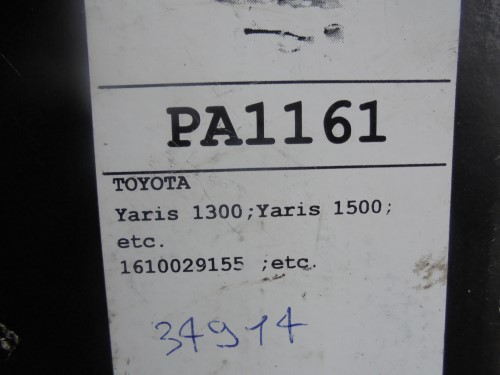 PA1161
TOYOTA
Yaris 1300;Yaris 1500;
etc.
1610029155 ;etc.
34914